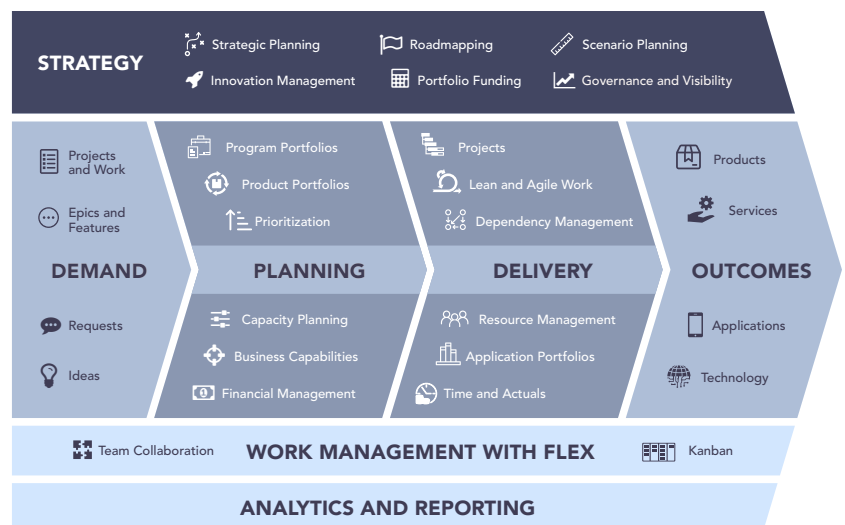 STRATEGY
Strategic Planning
Roadmapping
Scenario Planning
Innovation Management
Portfolio Funding
Governance and Visibility
Projects
and Work
Epics and
Features
DEMAND
Requests
Ideas
Program Portfolios
Product Portfolios
Prioritization
PLANNING
Capacity Planning
Business Capabilities
Financial Management
Projects
Lean and Agile Work
Dependency Management
DELIVERY
Resource Management
Application Portfolios
Time and Actuals
Products
Services
OUTCOMES
Applications
Technology
Team Collaboration
WORK MANAGEMENT WITH FLEX
Kanban
ANALYTICS AND REPORTING